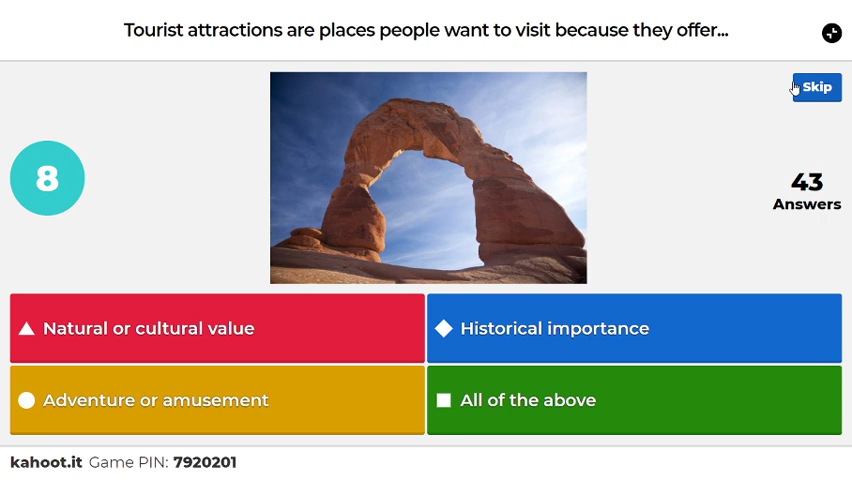 Tourist attractions are places people want to visit because they offer...
Skip
8
43
Answers
Natural or cultural value
Historical importance
Adventure or amusement
All of the above
kahoot.it Game PIN: 7920201